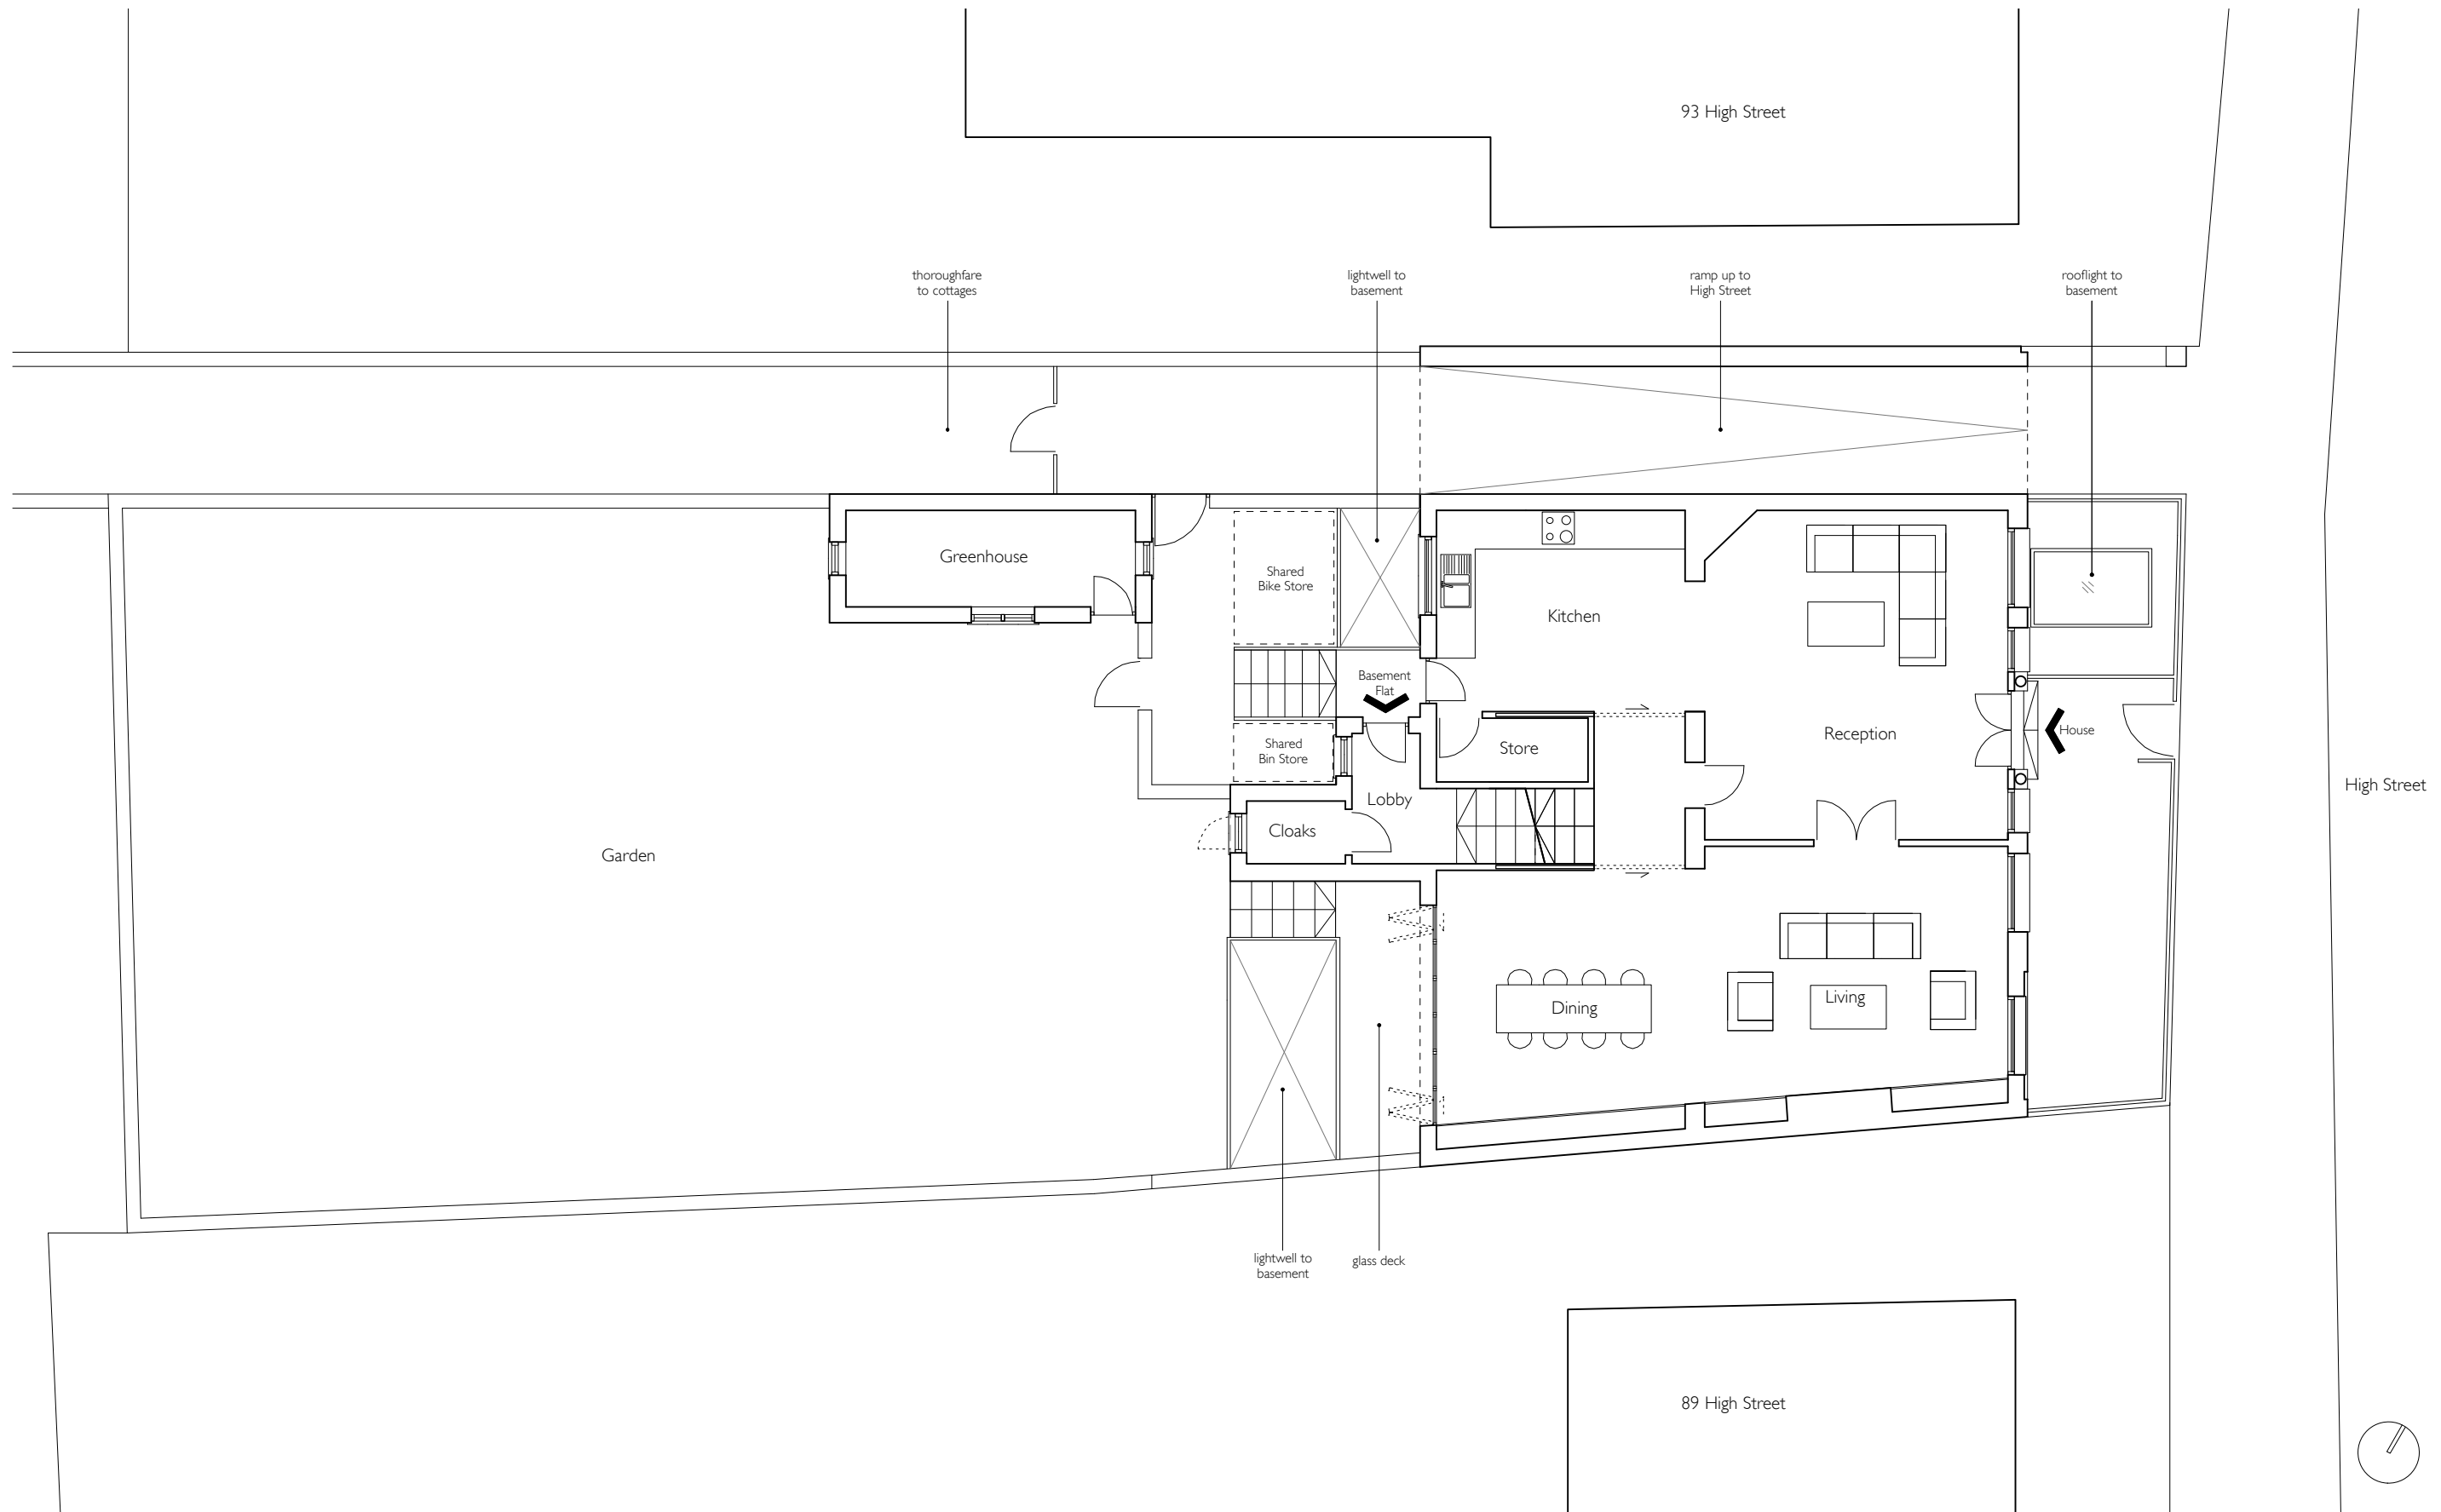 93 High Street
thoroughfare
to cottages
lightwell to
basement
ramp up to
High Street
rooflight to
basement
Greenhouse
Shared
Bike Store
Kitchen
Basement
Flat
Reception
House
Store
Shared
Bin Store
High Street
Lobby
Cloaks
Garden
Living
Dining
lightwell to
basement
glass deck
89 High Street